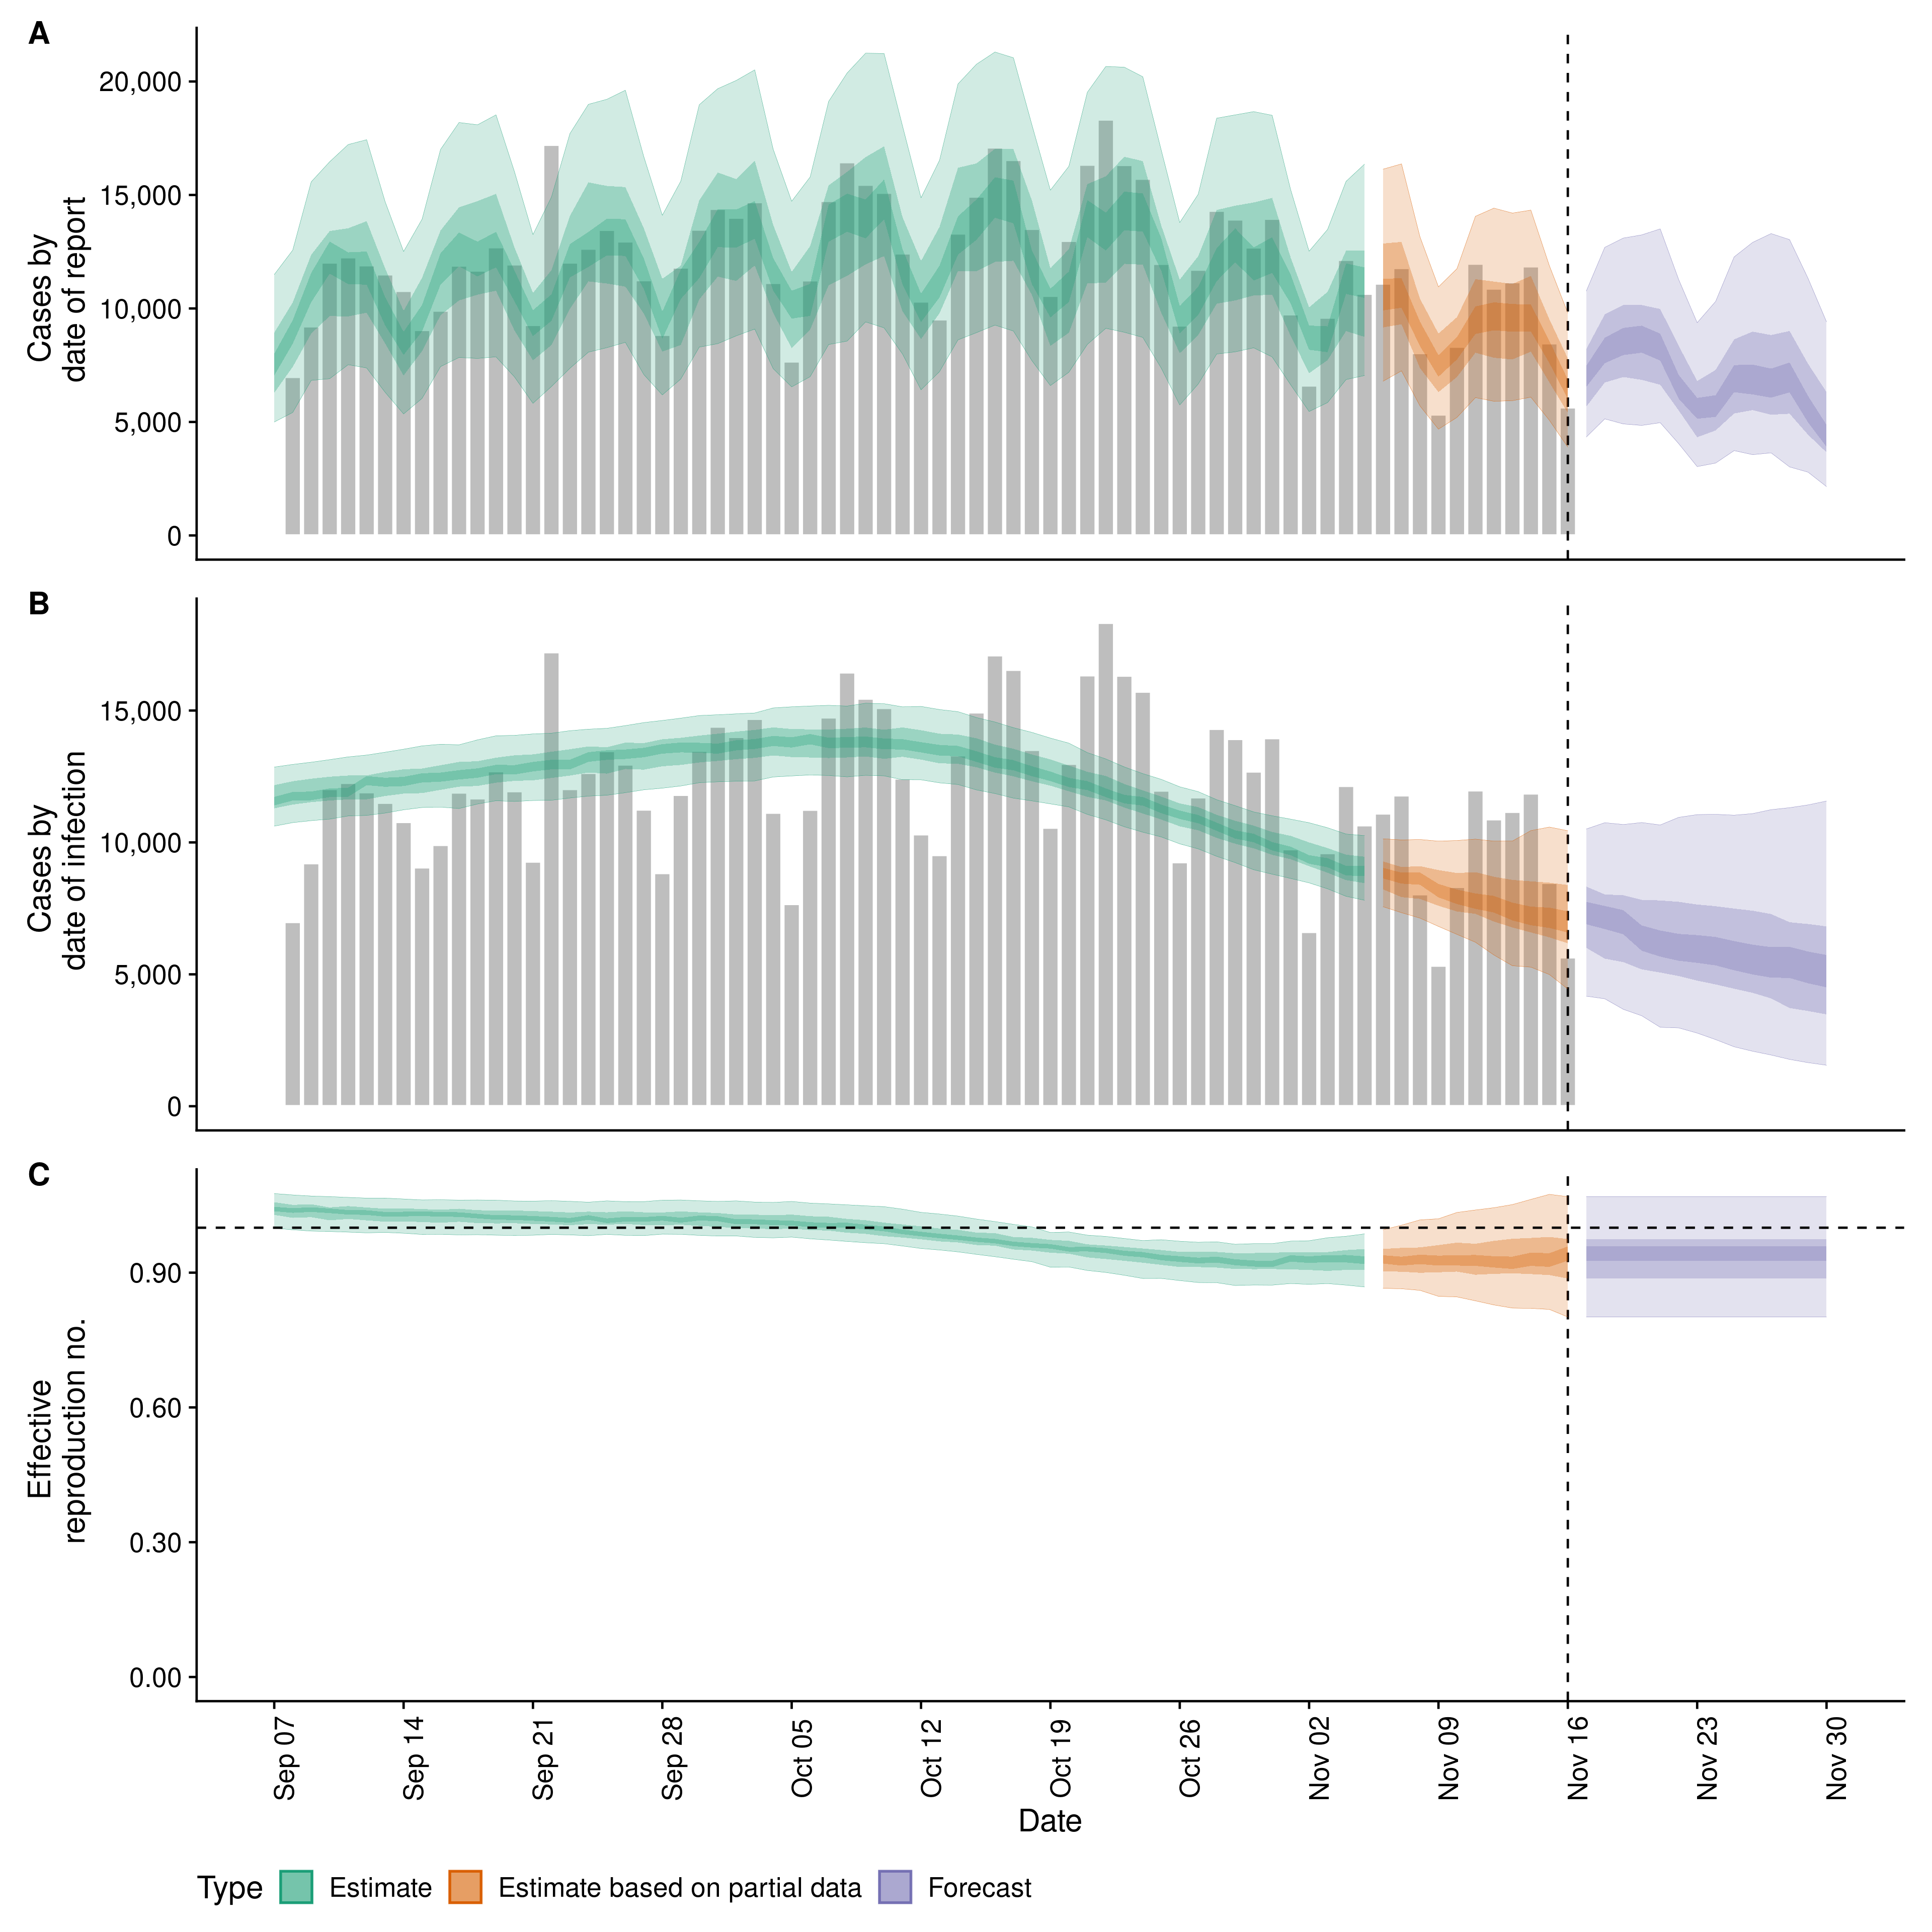 A
20,000
15,000
10,000
5,000
0
Cases by
date of report
B
15,000
10,000
5,000
0
Cases by
date of infection
C
0.90
0.60
0.30
0.00
Effective
reproduction no.
Sep 07
Sep 14
Sep 21
Sep 28
Oct 05
Oct 12
Oct 19
Oct 26
Nov 02
Nov 09
Nov 16
Nov 23
Nov 30
Date
Type Estimate Estimate based on partial data Forecast